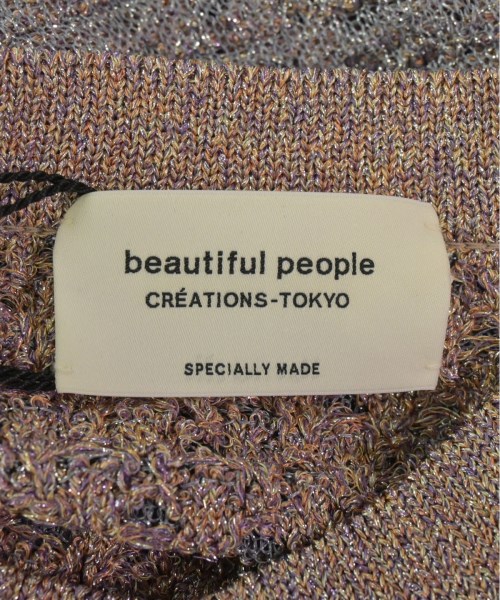 beautiful people
CRÉATIONS-TOKYO
SPECIALLY MADE